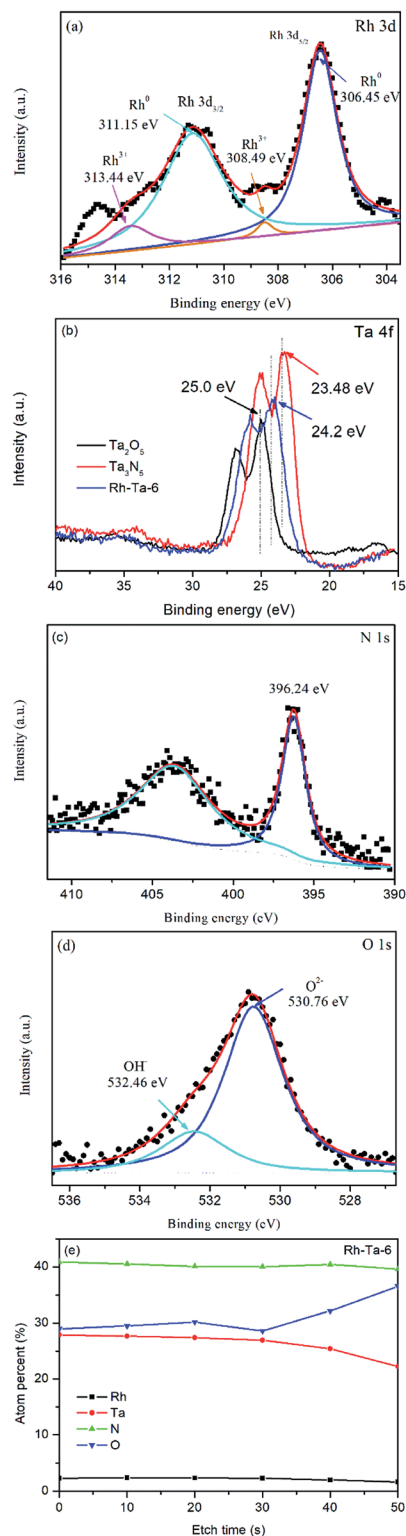 (a)
Rh 3d
Rh 3d5/2
Rh⁰
306.45 eV
Rh⁰
311.15 eV
Rh 3d3/2
Rh³⁺
313.44 eV
Rh³⁺
308.49 eV
Intensity (a.u.)
316 314 312 310 308 306 304
Binding energy (eV)
(b)
Ta 4f
25.0 eV
23.48 eV
24.2 eV
Ta₂O₅
Ta₃N₅
Rh-Ta-6
Intensity (a.u.)
40 35 30 25 20 15
Binding energy (eV)
(c)
N 1s
396.24 eV
Intensity (a.u.)
410 405 400 395 390
Binding energy (eV)
(d)
O 1s
O²⁻
530.76 eV
OH⁻
532.46 eV
Intensity (a.u.)
536 534 532 530 528
Binding energy (eV)
(e)
Rh-Ta-6
40
30
20
10
0
Atom percent (%)
Rh
Ta
N
O
0 10 20 30 40 50
Etch time (s)